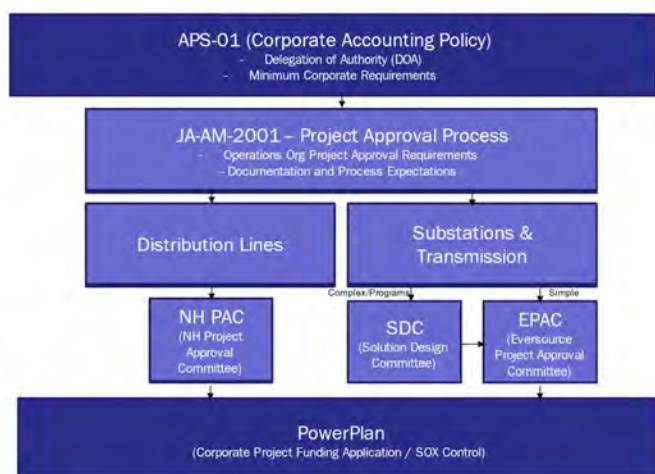 APS-01 (Corporate Accounting Policy)
- Delegation of Authority (DOA)
- Minimum Corporate Requirements
JA-AM-2001 – Project Approval Process
- Operations Org Project Approval Requirements
- Documentation and Process Expectations
Distribution Lines
Substations &
Transmission
Complex/Programs
Simple
NH PAC
(NH Project
Approval
Committee)
SDC
(Solution Design
Committee)
EPAC
(Eversource
Project Approval
Committee)
PowerPlan
(Corporate Project Funding Application / SOX Control)